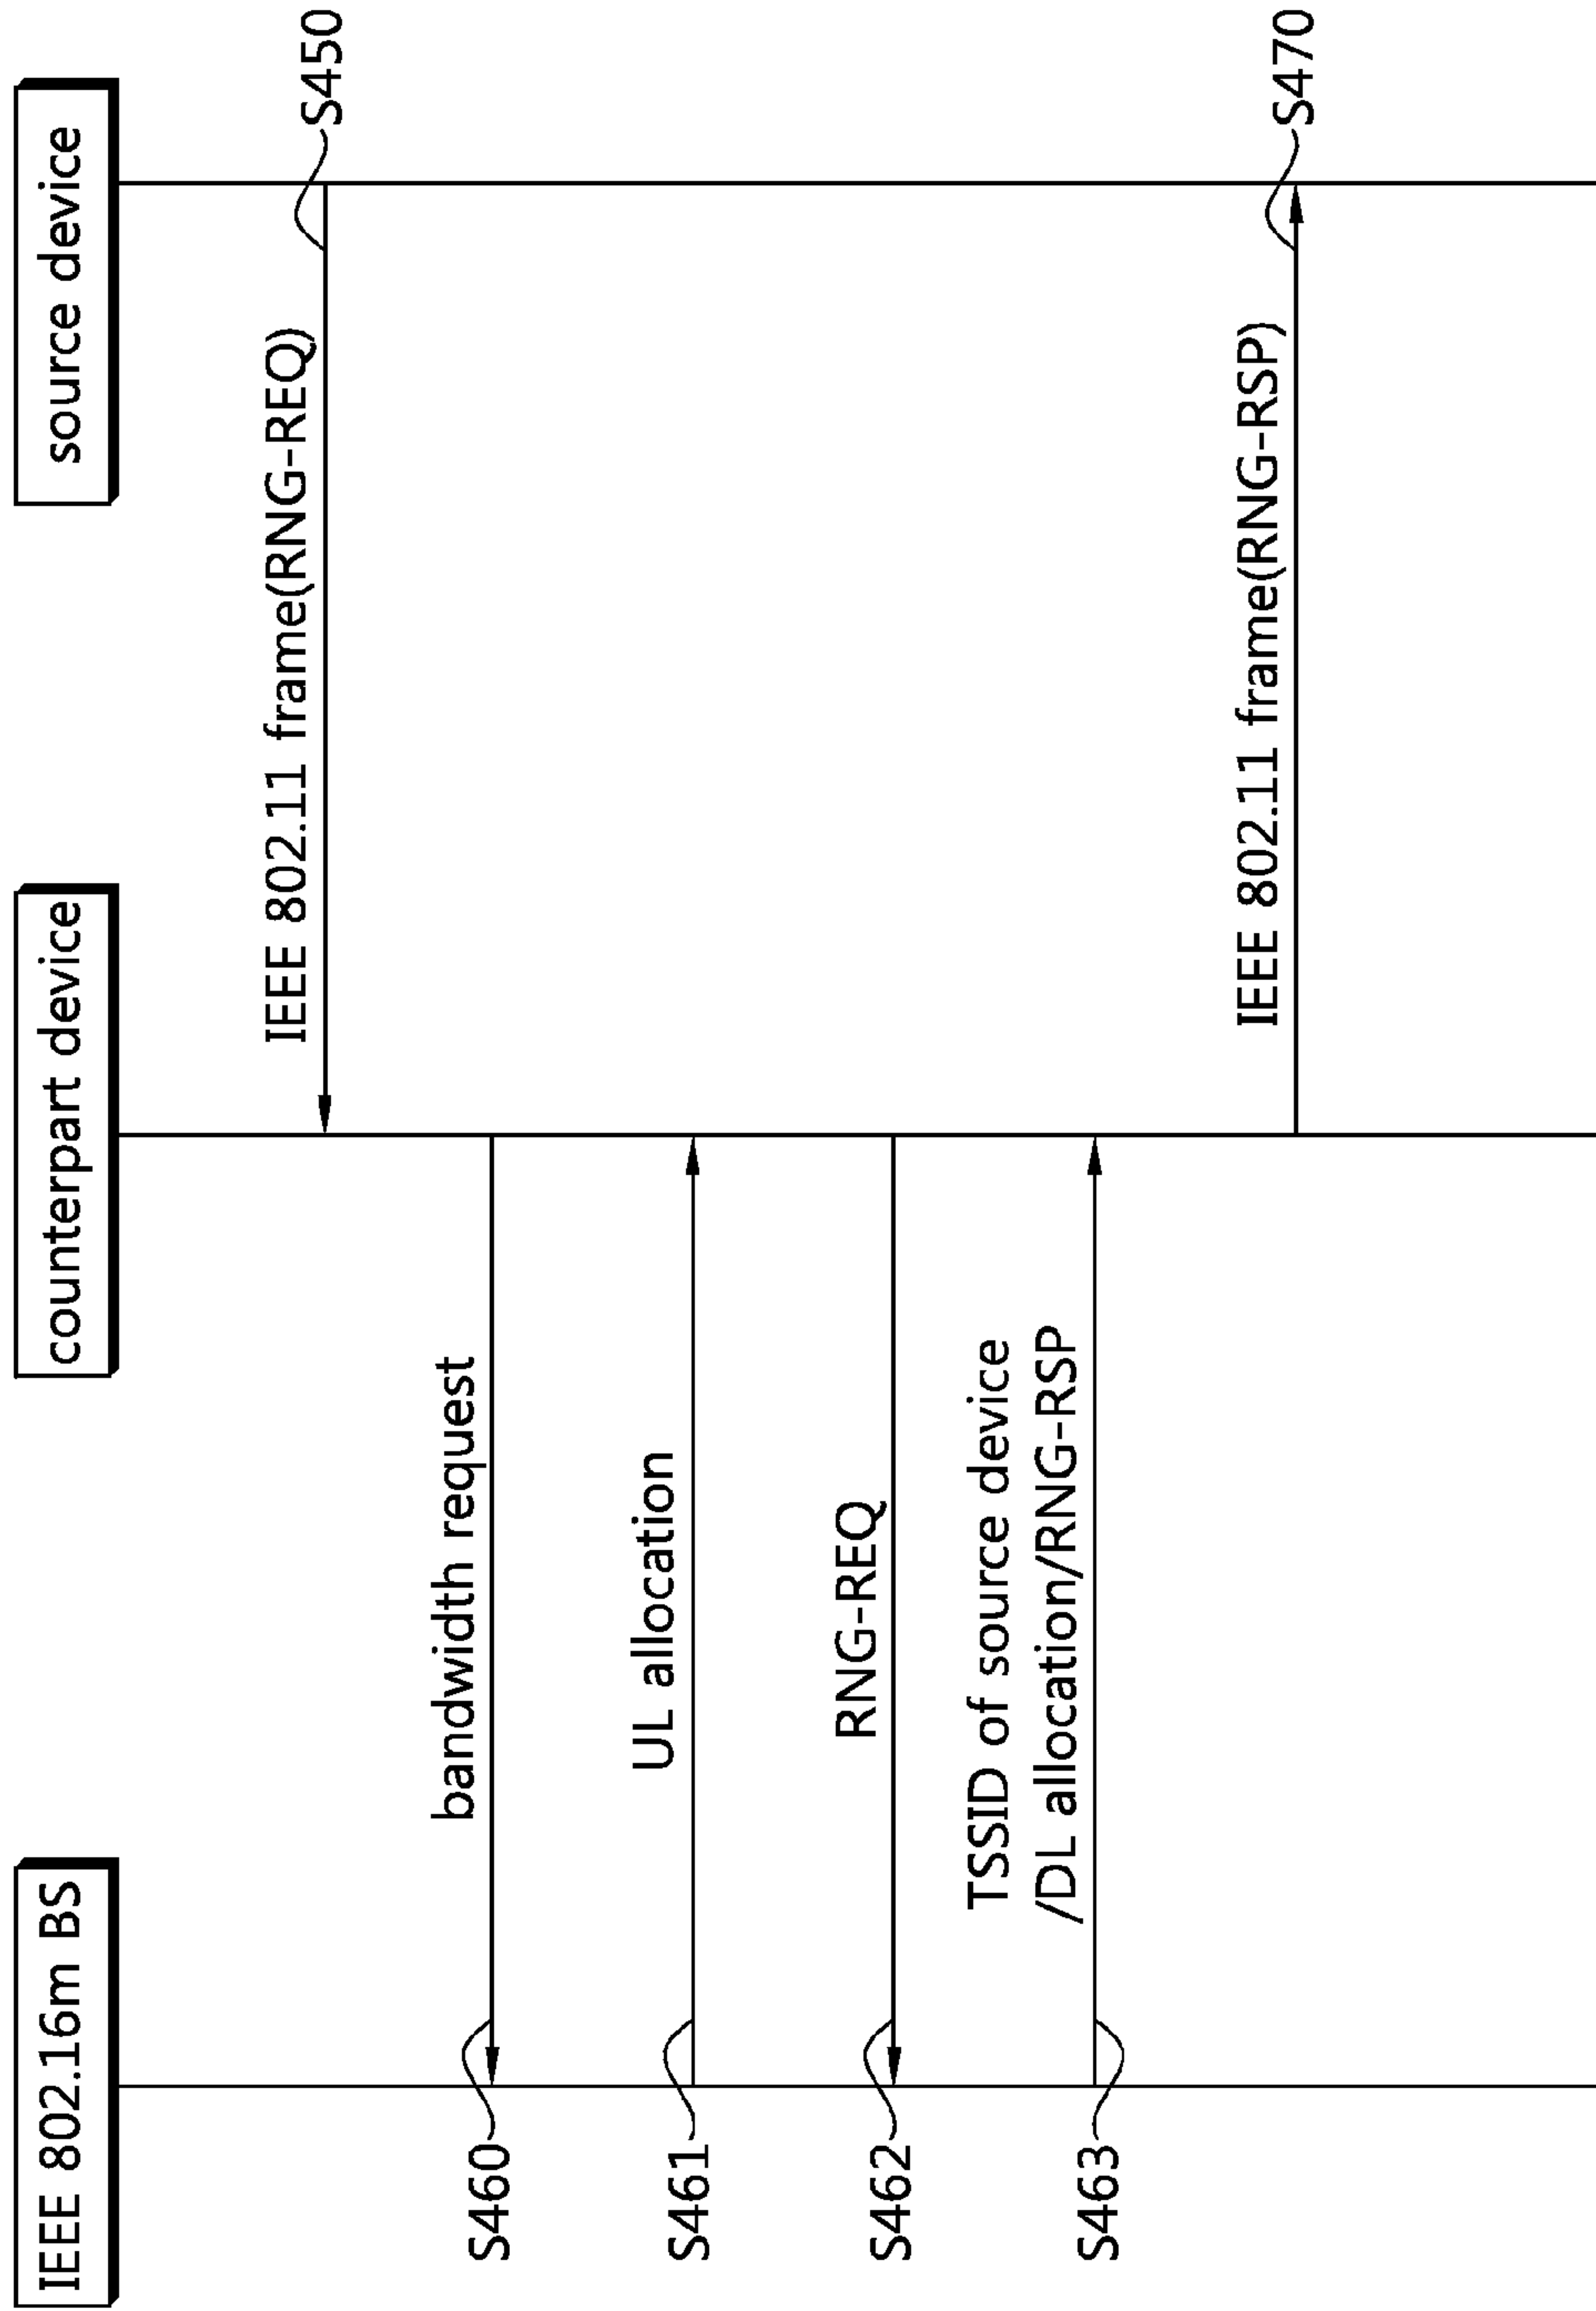 IEEE 802.16m BS
counterpart device
source device
IEEE 802.11 frame(RNG-REQ)
S450
S460
bandwidth request
S461
UL allocation
S462
RNG-REQ
S463
TSSID of source device
/DL allocation/RNG-RSP
IEEE 802.11 frame(RNG-RSP)
S470